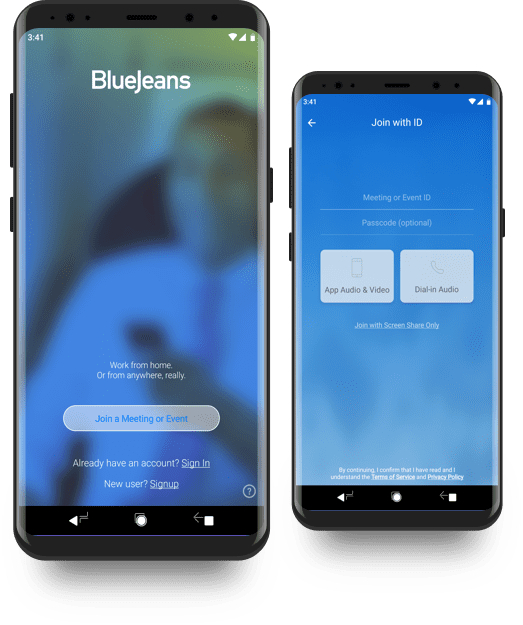 3:41
BlueJeans
Work from home.
Or from anywhere, really.
Join a Meeting or Event
Already have an account? Sign In
New user? Signup
?
3:41
Join with ID
Meeting or Event ID
Passcode (optional)
App Audio & Video
Dial-in Audio
Join with Screen Share Only
By continuing, I confirm that I have read and I
understand the Terms of Service and Privacy Policy